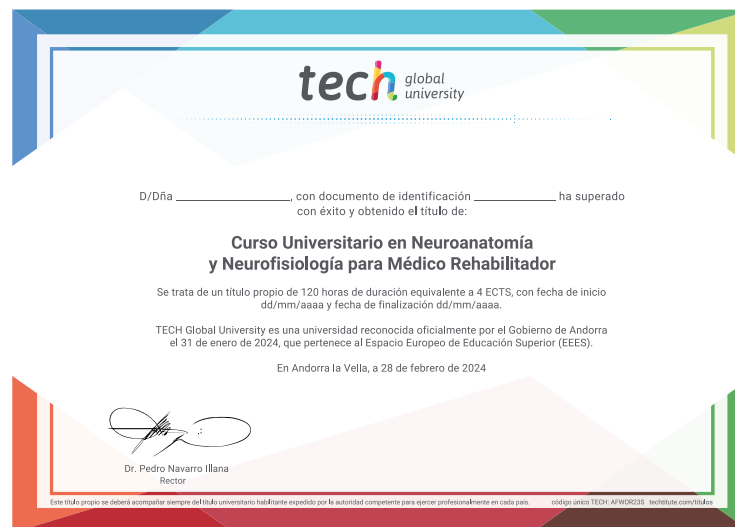 tech global university
D/Dña ____________________, con documento de identificación ______________ ha superado
con éxito y obtenido el título de:
Curso Universitario en Neuroanatomía
y Neurofisiología para Médico Rehabilitador
Se trata de un título propio de 120 horas de duración equivalente a 4 ECTS, con fecha de inicio
dd/mm/aaaa y fecha de finalización dd/mm/aaaa.
TECH Global University es una universidad reconocida oficialmente por el Gobierno de Andorra
el 31 de enero de 2024, que pertenece al Espacio Europeo de Educación Superior (EEES).
En Andorra la Vella, a 28 de febrero de 2024
Dr. Pedro Navarro Illana
Rector
Este título propio se deberá acompañar siempre del título universitario habilitante expedido por la autoridad competente para ejercer profesionalmente en cada país. código único TECH: AFWOR23S techtitute.com/titulos